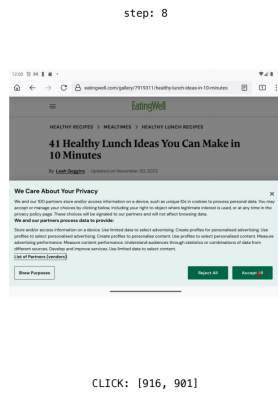 step: 8
12:03
eatingwell.com/gallery/7919311/healthy-lunch-ideas-in-10-minutes
EatingWell
HEALTHY RECIPES > MEALTIMES > HEALTHY LUNCH RECIPES
41 Healthy Lunch Ideas You Can Make in
10 Minutes
By Leah Goggins | Updated on November 30, 2023
We Care About Your Privacy
We and our 100 partners store and/or access information on a device, such as unique IDs in cookies to process personal data. You may
accept or manage your choices by clicking below, including your right to object where legitimate interest is used, or at any time in the
privacy policy page. These choices will be signaled to our partners and will not affect browsing data.
We and our partners process data to provide:
Store and/or access information on a device. Use limited data to select advertising. Create profiles for personalised advertising. Use
profiles to select personalised advertising. Create profiles to personalise content. Use profiles to select personalised content. Measure
advertising performance. Measure content performance. Understand audiences through statistics or combinations of data from
different sources. Develop and improve services. Use limited data to select content.
List of Partners (vendors)
Show Purposes
Reject All
Accept All
CLICK: [916, 901]